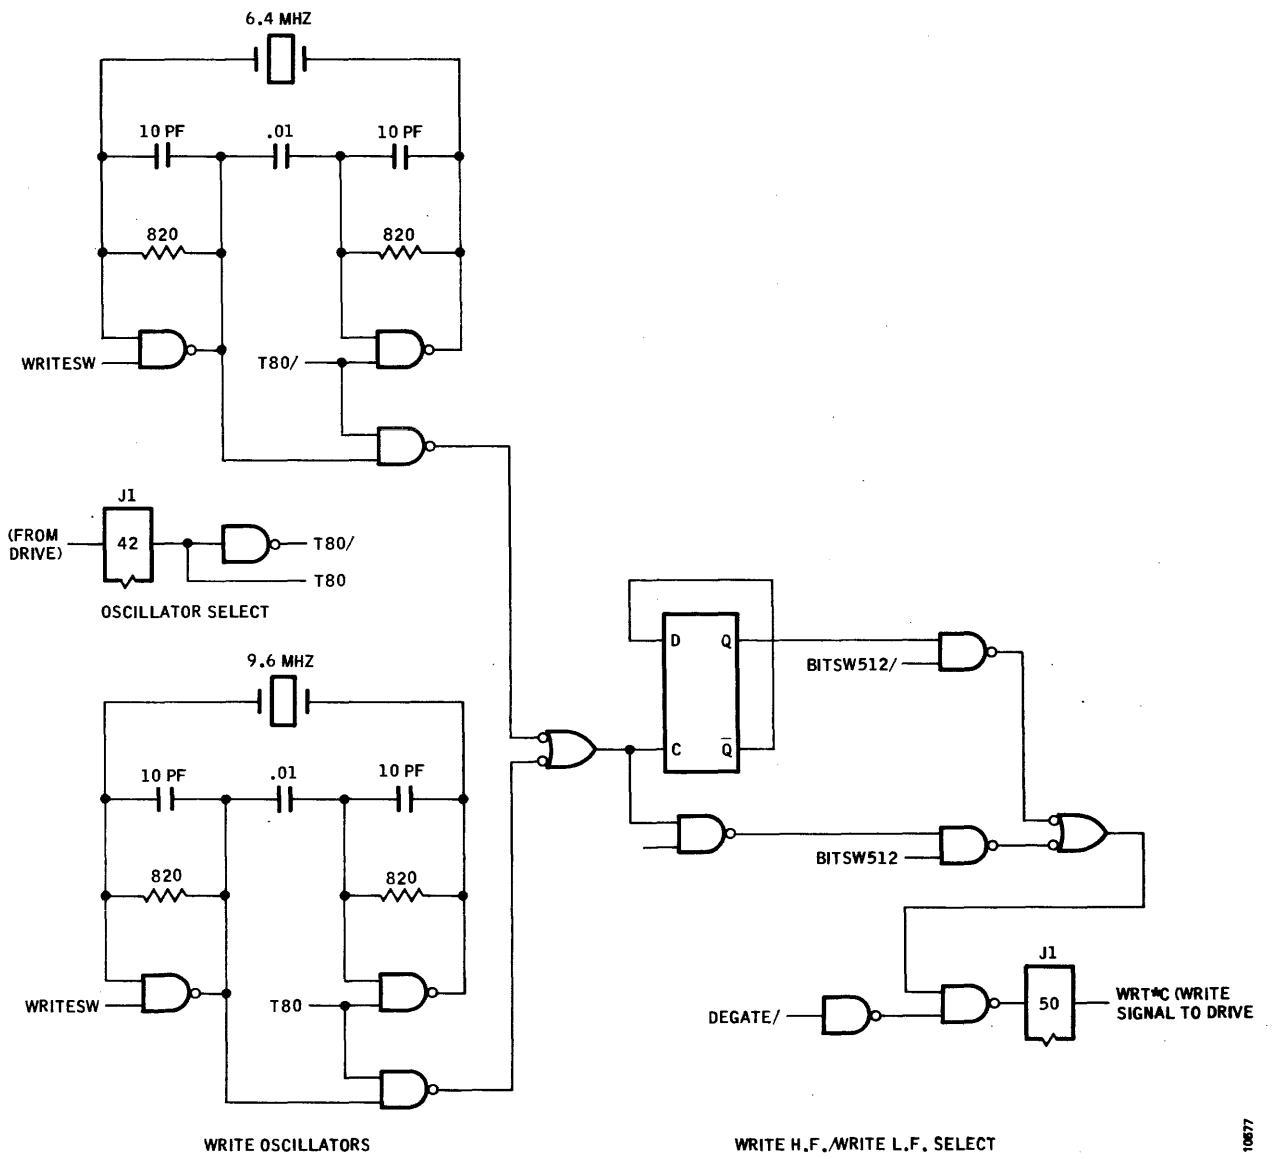 6.4 MHZ
10 PF
.01
10 PF
820
820
WRITESW
T80/
J1
(FROM
DRIVE)
42
T80/
T80
OSCILLATOR SELECT
9.6 MHZ
10 PF
.01
10 PF
820
820
WRITESW
T80
D
Q
C
Q̅
BITSW512/
BITSW512
J1
DEGATE/
50
WRT*C (WRITE
SIGNAL TO DRIVE
WRITE OSCILLATORS
WRITE H.F./WRITE L.F. SELECT
10677